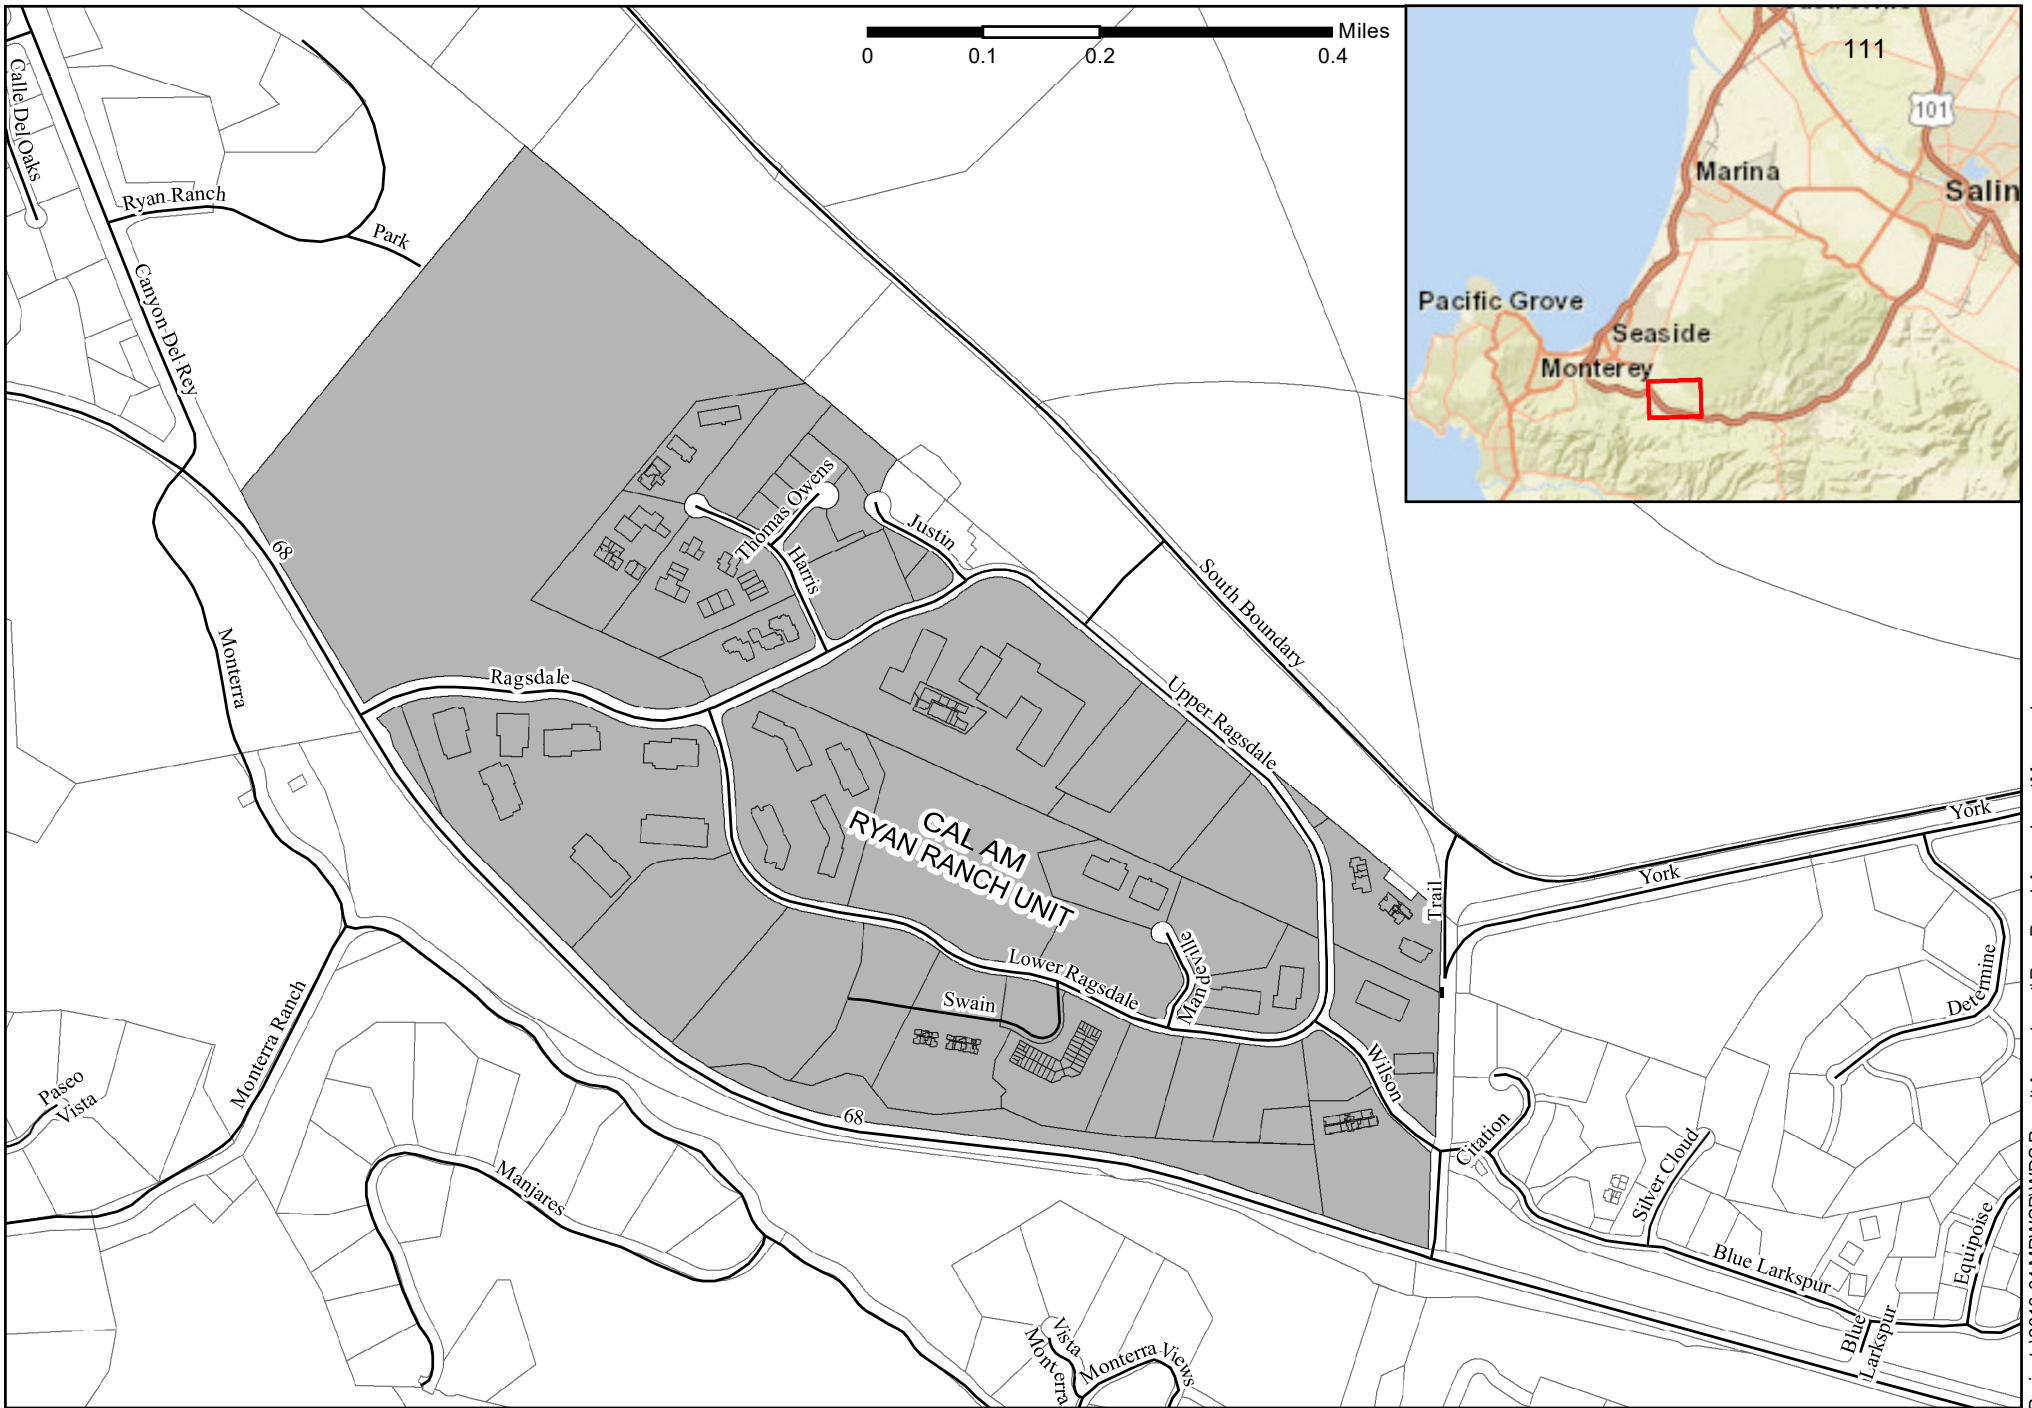 Miles
0
0.1
0.2
0.4
111
101
Marina
Salin
Pacific Grove
Seaside
Monterey
Calle Del Oaks
Ryan Ranch
Park
Canyon Del Rey
68
Thomas Owens
Justin
Harris
South Boundary
Monterra
Ragsdale
Upper Ragsdale
CAL AM
RYAN RANCH UNIT
York
York
Trail
Mandeville
Lower Ragsdale
Swain
Determine
Monterra Ranch
Wilson
Paseo
Vista
68
Citation
Silver Cloud
Manjares
Equipoise
Blue Larkspur
Blue
Larkspur
Vista
Monterra
Monterra Views